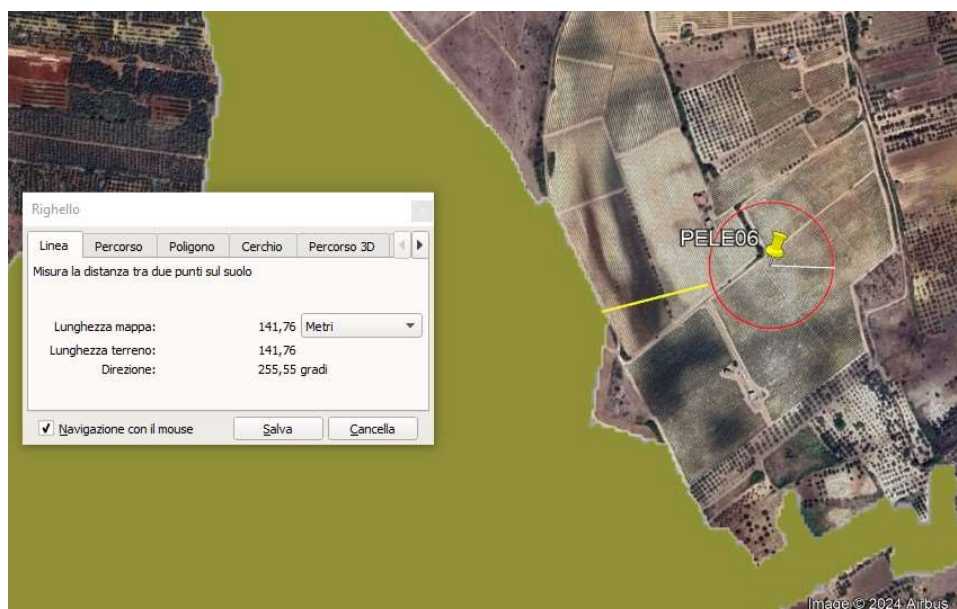 Righello
Linea Percorso Poligono Cerchio Percorso 3D
Misura la distanza tra due punti sul suolo
Lunghezza mappa: 141,76 Metri
Lunghezza terreno: 141,76
Direzione: 255,55 gradi
Navigazione con il mouse Salva Cancella
PELE06
Image © 2024 Airbus